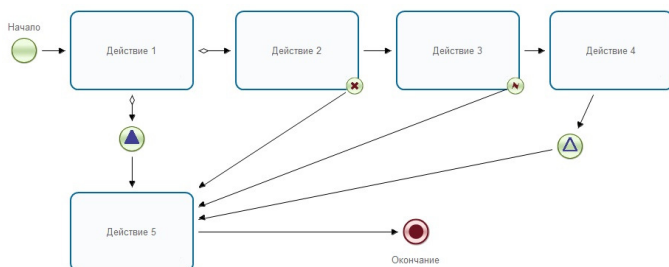 Начало
Действие 1
Действие 2
Действие 3
Действие 4
Действие 5
Окончание